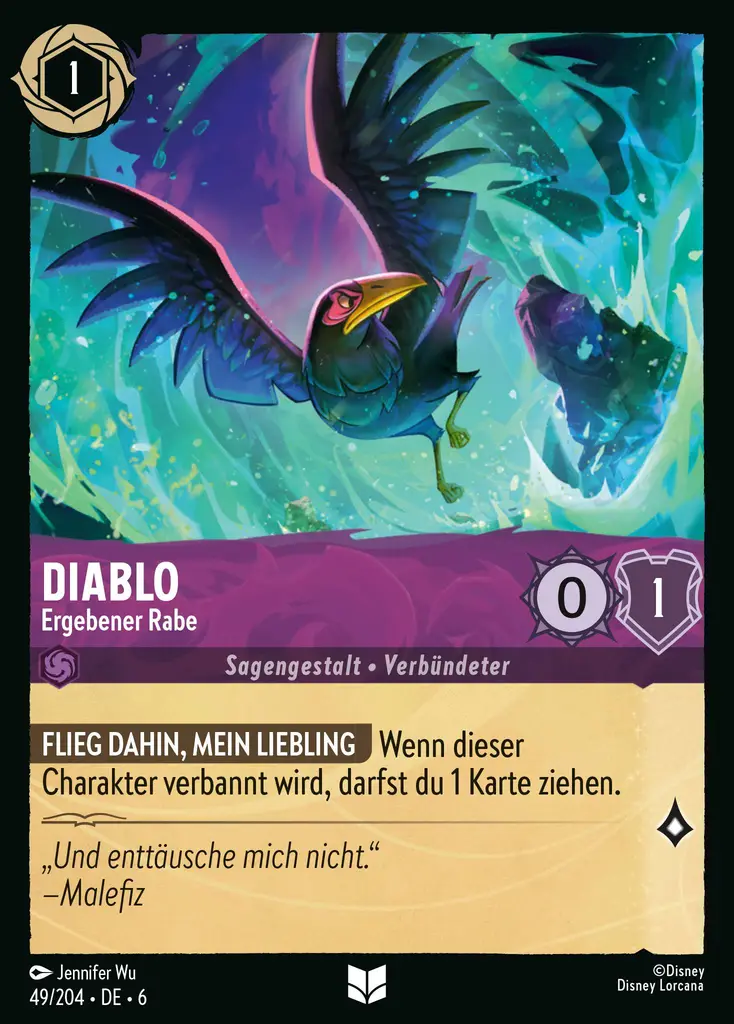 1
DIABLO
Ergebener Rabe
0
1
Sagengestalt • Verbündeter
FLIEG DAHIN, MEIN LIEBLING Wenn dieser
Charakter verbannt wird, darfst du 1 Karte ziehen.
„Und enttäusche mich nicht.“
–Malefiz
Jennifer Wu
49/204 • DE • 6
©Disney
Disney Lorcana